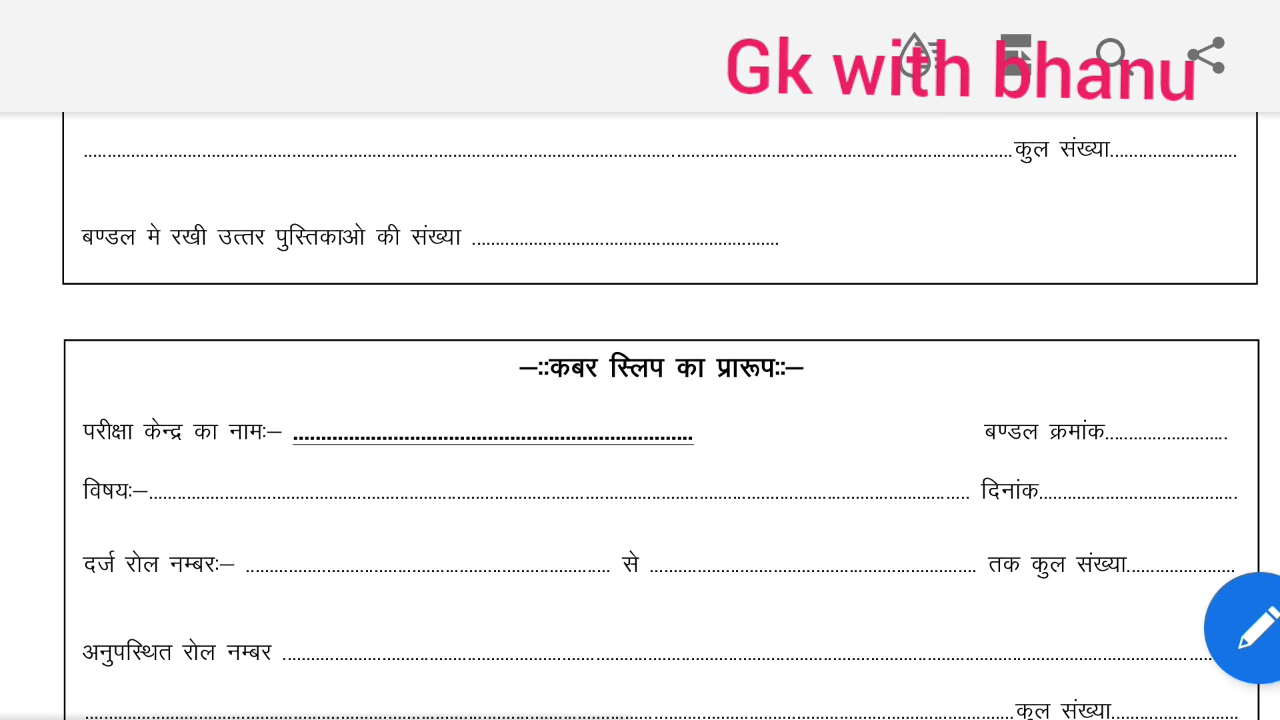 Gk with bhanu
........................................................................कुल संख्या..........................
बण्डल मे रखी उत्तर पुस्तिकाओ की संख्या ................................................................
–::कबर स्लिप का प्रारूप::–
परीक्षा केन्द्र का नामः– ........................................................................ बण्डल क्रमांक..........................
विषयः–........................................................................ दिनांक..........................................
दर्ज रोल नम्बरः– ........................................................................ से ................................................................ तक कुल संख्या.......................
अनुपस्थित रोल नम्बर ........................................................................
........................................................................कुल संख्या..........................